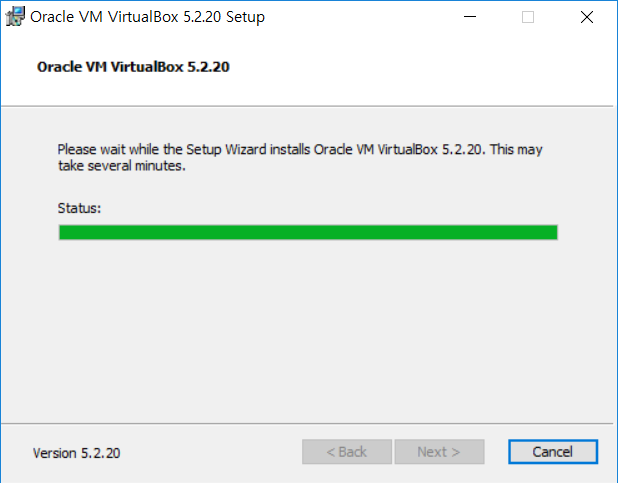 Oracle VM VirtualBox 5.2.20 Setup
Oracle VM VirtualBox 5.2.20
Please wait while the Setup Wizard installs Oracle VM VirtualBox 5.2.20. This may
take several minutes.
Status:
Version 5.2.20
< Back
Next >
Cancel